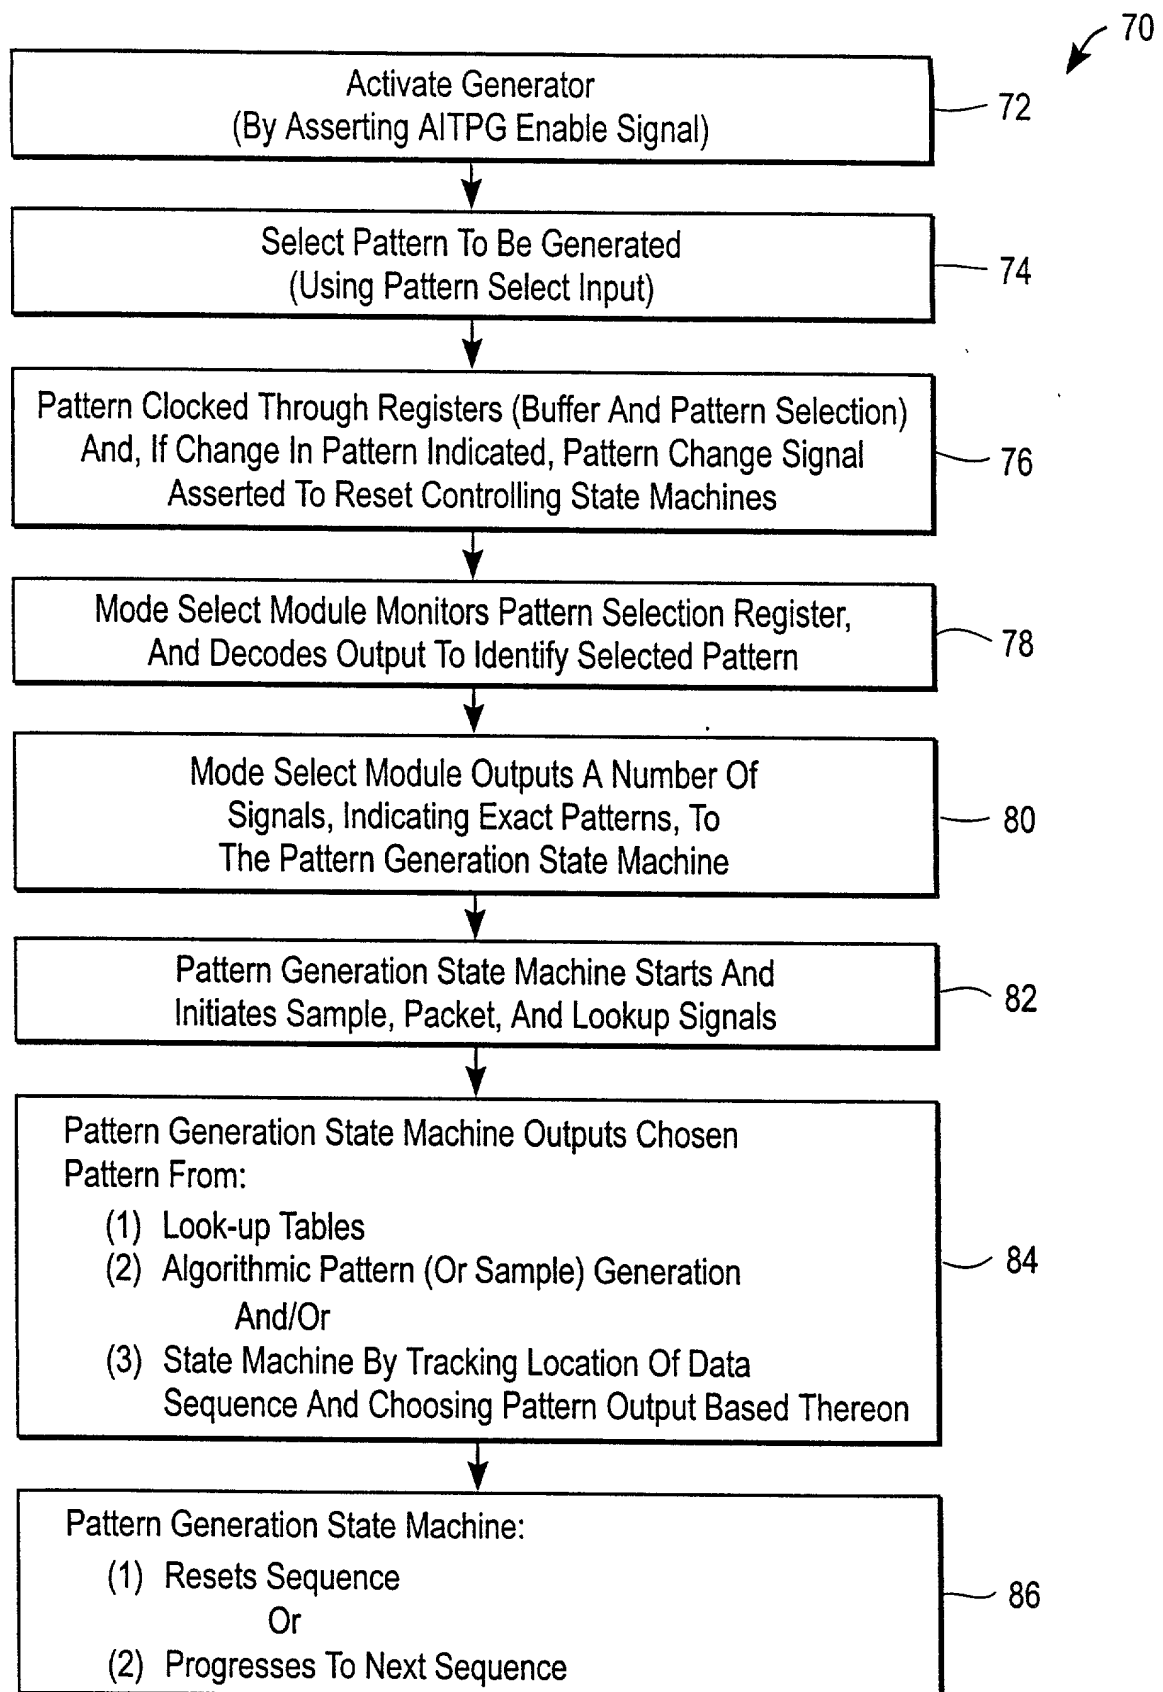 70
Activate Generator
(By Asserting AITPG Enable Signal)
72
Select Pattern To Be Generated
(Using Pattern Select Input)
74
Pattern Clocked Through Registers (Buffer And Pattern Selection)
And, If Change In Pattern Indicated, Pattern Change Signal
Asserted To Reset Controlling State Machines
76
Mode Select Module Monitors Pattern Selection Register,
And Decodes Output To Identify Selected Pattern
78
Mode Select Module Outputs A Number Of
Signals, Indicating Exact Patterns, To
The Pattern Generation State Machine
80
Pattern Generation State Machine Starts And
Initiates Sample, Packet, And Lookup Signals
82
Pattern Generation State Machine Outputs Chosen
Pattern From:
(1) Look-up Tables
(2) Algorithmic Pattern (Or Sample) Generation
And/Or
(3) State Machine By Tracking Location Of Data
Sequence And Choosing Pattern Output Based Thereon
84
Pattern Generation State Machine:
(1) Resets Sequence
Or
(2) Progresses To Next Sequence
86